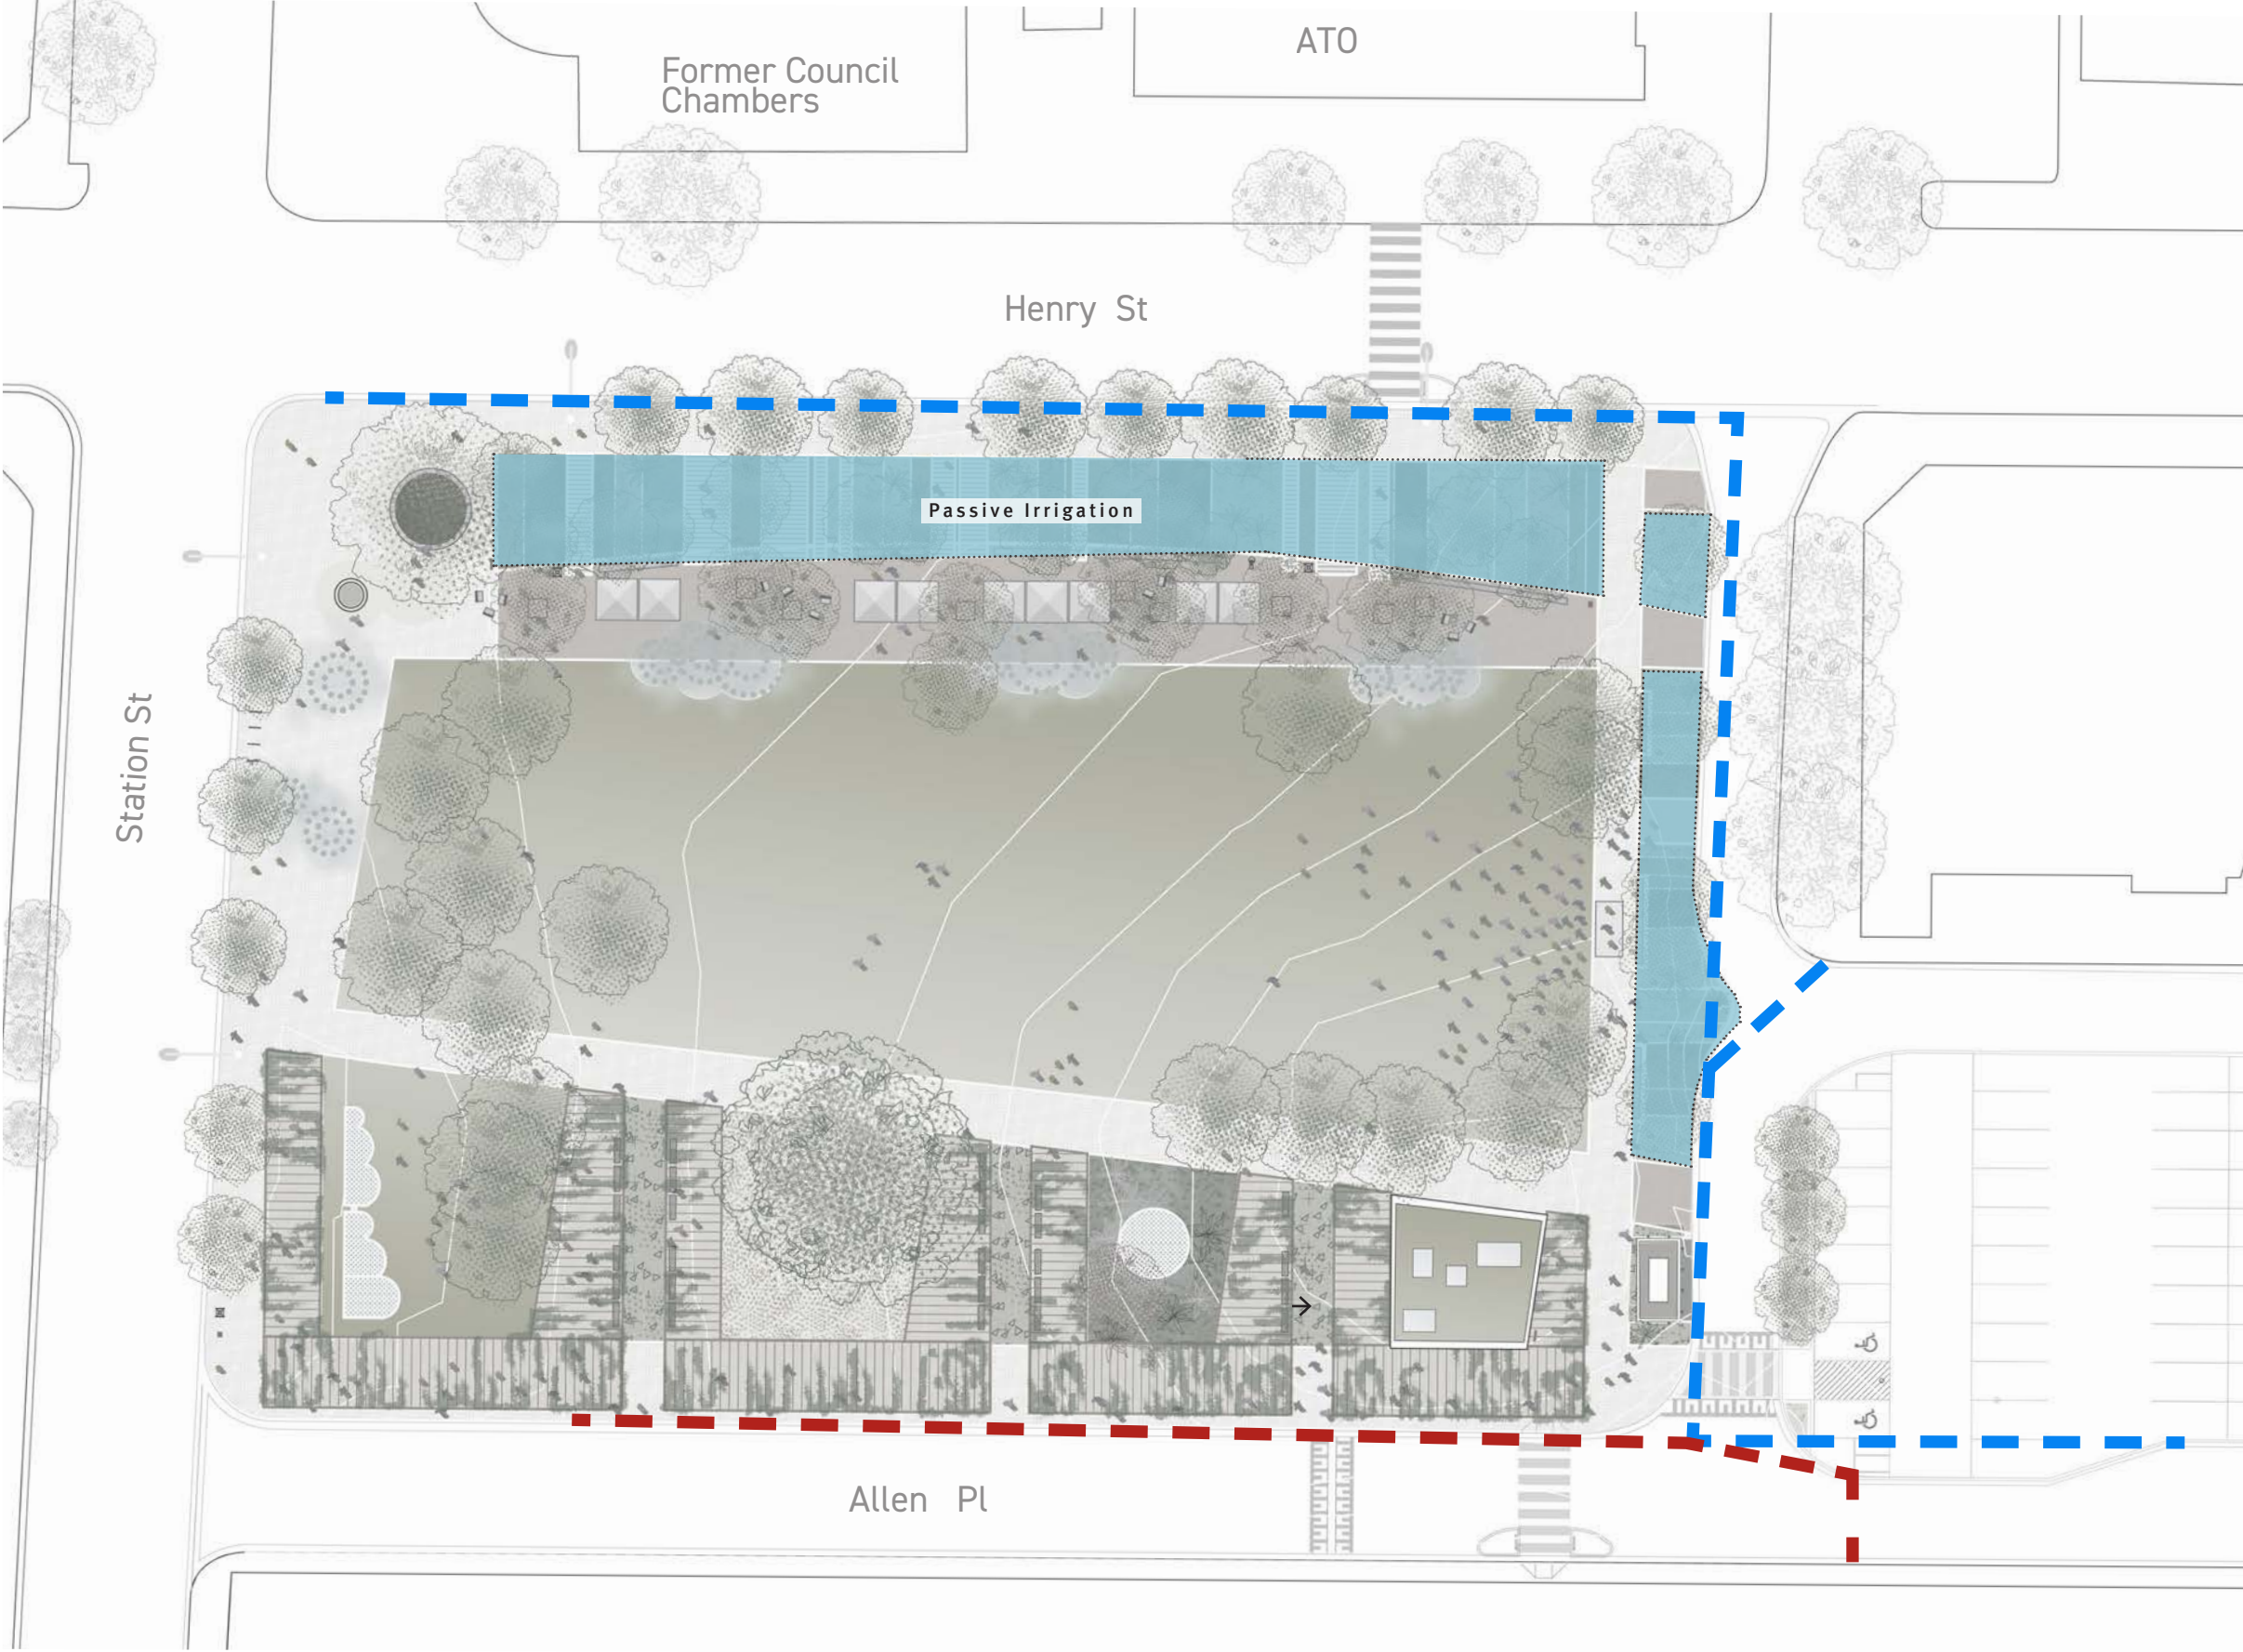 ATO
Former Council
Chambers
Henry St
Passive Irrigation
Station St
Allen Pl